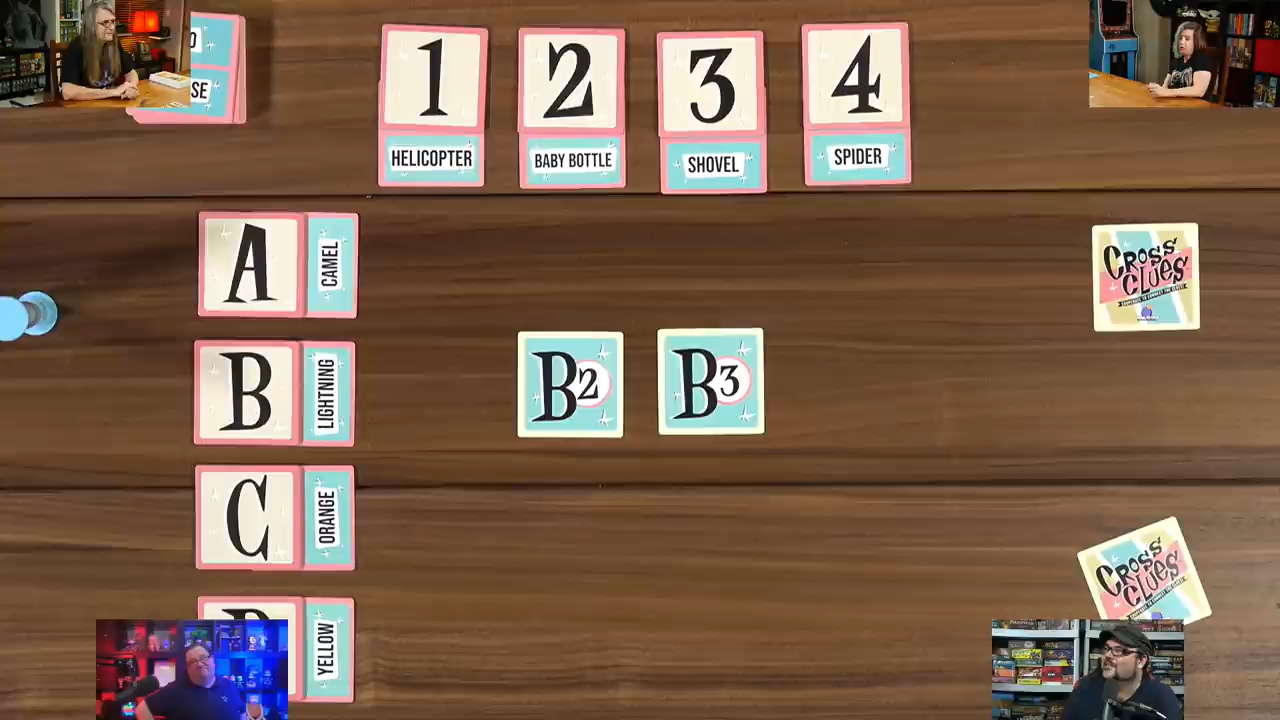 SE
1
2
3
4
HELICOPTER
BABY BOTTLE
SHOVEL
SPIDER
A
CAMEL
B
LIGHTNING
C
ORANGE
YELLOW
B2
B3
CROSS
CLUES
CROSS
CLUES